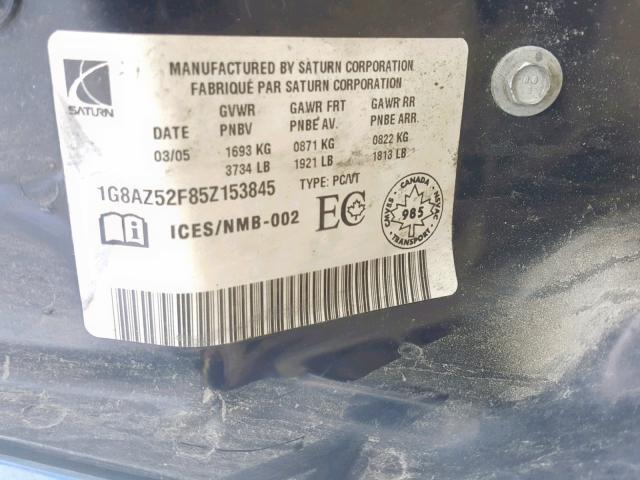 SATURN
MANUFACTURED BY SATURN CORPORATION
FABRIQUÉ PAR SATURN CORPORATION
GVWR GAWR FRT GAWR RR
DATE PNBV PNBE AV. PNBE ARR.
03/05 1693 KG 0871 KG 0822 KG
3734 LB 1921 LB 1813 LB
1G8AZ52F85Z153845 TYPE: PC/VT
ICES/NMB-002 EC
CANADA
CMVSS 985 NSVAC
TRANSPORT